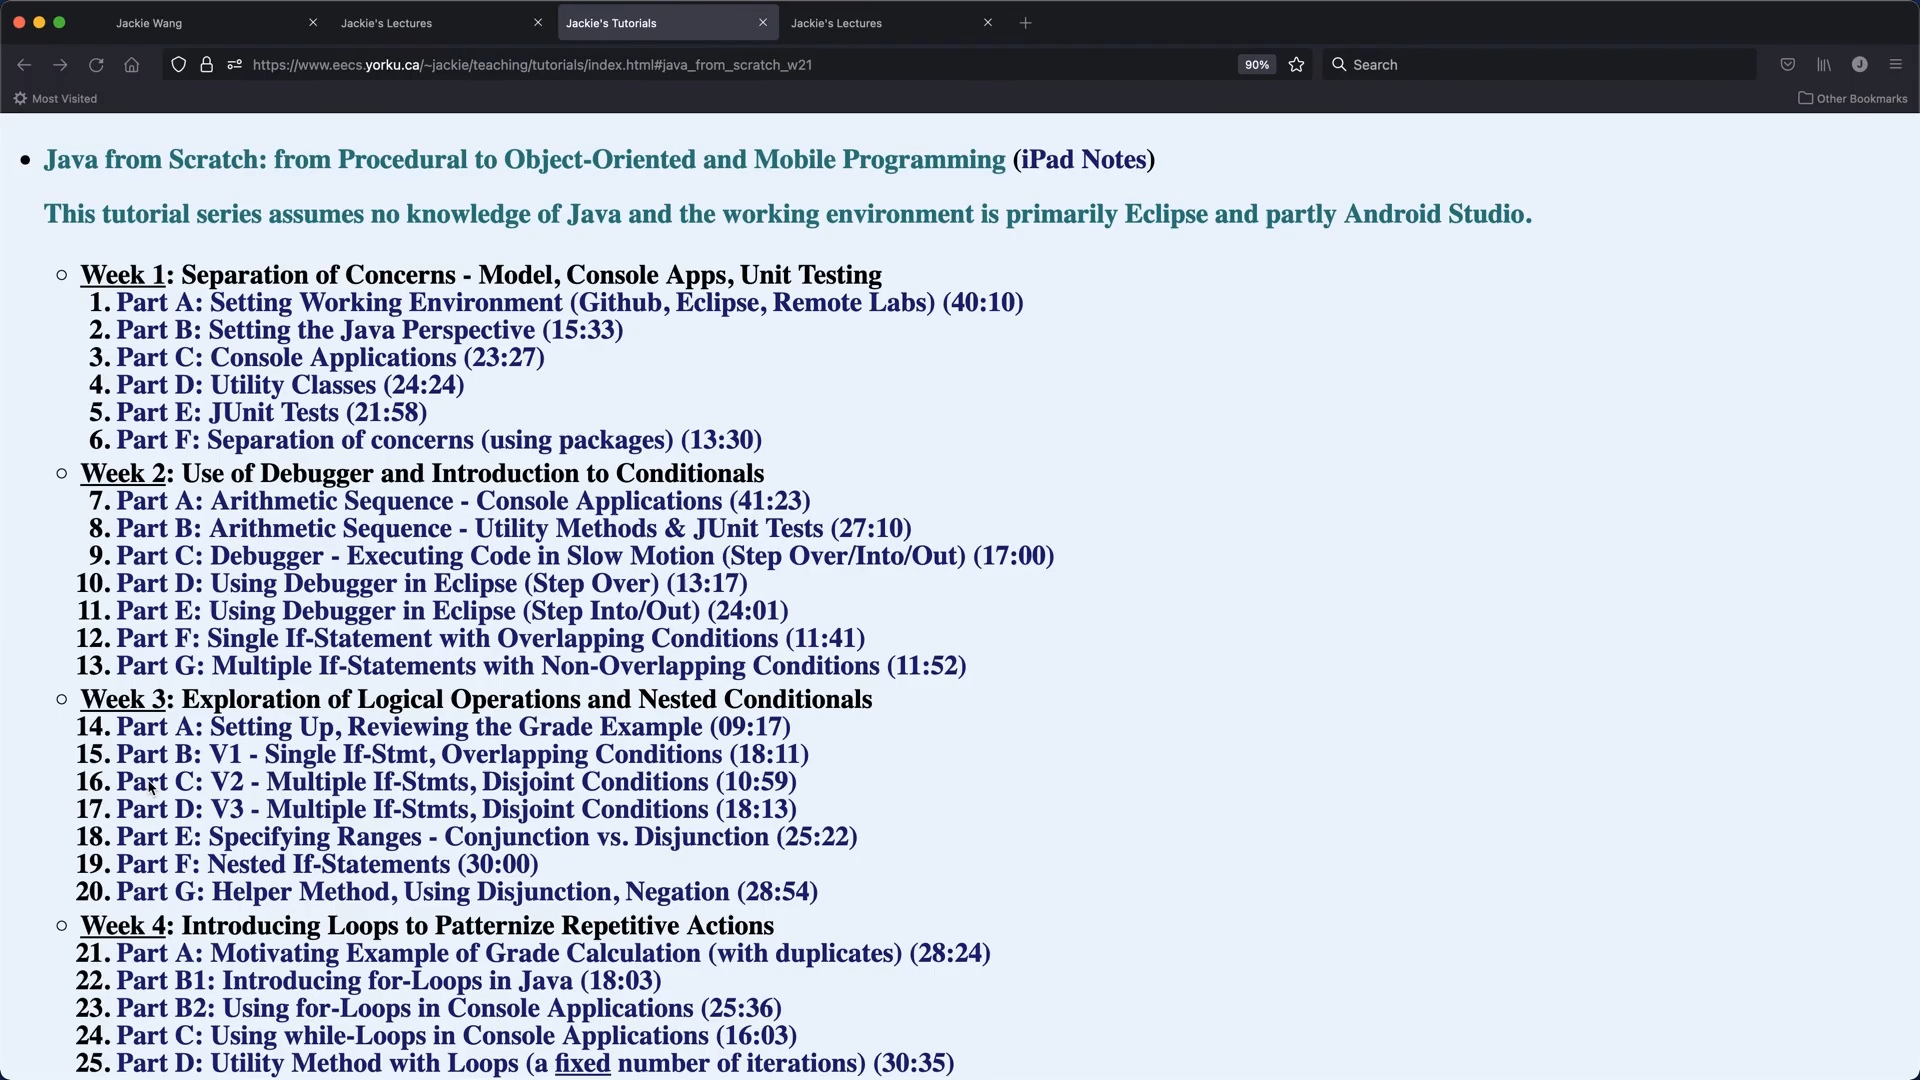 Jackie Wang
Jackie's Lectures
Jackie's Tutorials
Jackie's Lectures
https://www.eecs.yorku.ca/~jackie/teaching/tutorials/index.html#java_from_scratch_w21
90%
Search
J
Most Visited
Other Bookmarks
Java from Scratch: from Procedural to Object-Oriented and Mobile Programming (iPad Notes)
This tutorial series assumes no knowledge of Java and the working environment is primarily Eclipse and partly Android Studio.
Week 1: Separation of Concerns - Model, Console Apps, Unit Testing
1. Part A: Setting Working Environment (Github, Eclipse, Remote Labs) (40:10)
2. Part B: Setting the Java Perspective (15:33)
3. Part C: Console Applications (23:27)
4. Part D: Utility Classes (24:24)
5. Part E: JUnit Tests (21:58)
6. Part F: Separation of concerns (using packages) (13:30)
Week 2: Use of Debugger and Introduction to Conditionals
7. Part A: Arithmetic Sequence - Console Applications (41:23)
8. Part B: Arithmetic Sequence - Utility Methods & JUnit Tests (27:10)
9. Part C: Debugger - Executing Code in Slow Motion (Step Over/Into/Out) (17:00)
10. Part D: Using Debugger in Eclipse (Step Over) (13:17)
11. Part E: Using Debugger in Eclipse (Step Into/Out) (24:01)
12. Part F: Single If-Statement with Overlapping Conditions (11:41)
13. Part G: Multiple If-Statements with Non-Overlapping Conditions (11:52)
Week 3: Exploration of Logical Operations and Nested Conditionals
14. Part A: Setting Up, Reviewing the Grade Example (09:17)
15. Part B: V1 - Single If-Stmt, Overlapping Conditions (18:11)
16. Part C: V2 - Multiple If-Stmts, Disjoint Conditions (10:59)
17. Part D: V3 - Multiple If-Stmts, Disjoint Conditions (18:13)
18. Part E: Specifying Ranges - Conjunction vs. Disjunction (25:22)
19. Part F: Nested If-Statements (30:00)
20. Part G: Helper Method, Using Disjunction, Negation (28:54)
Week 4: Introducing Loops to Patternize Repetitive Actions
21. Part A: Motivating Example of Grade Calculation (with duplicates) (28:24)
22. Part B1: Introducing for-Loops in Java (18:03)
23. Part B2: Using for-Loops in Console Applications (25:36)
24. Part C: Using while-Loops in Console Applications (16:03)
25. Part D: Utility Method with Loops (a fixed number of iterations) (30:35)